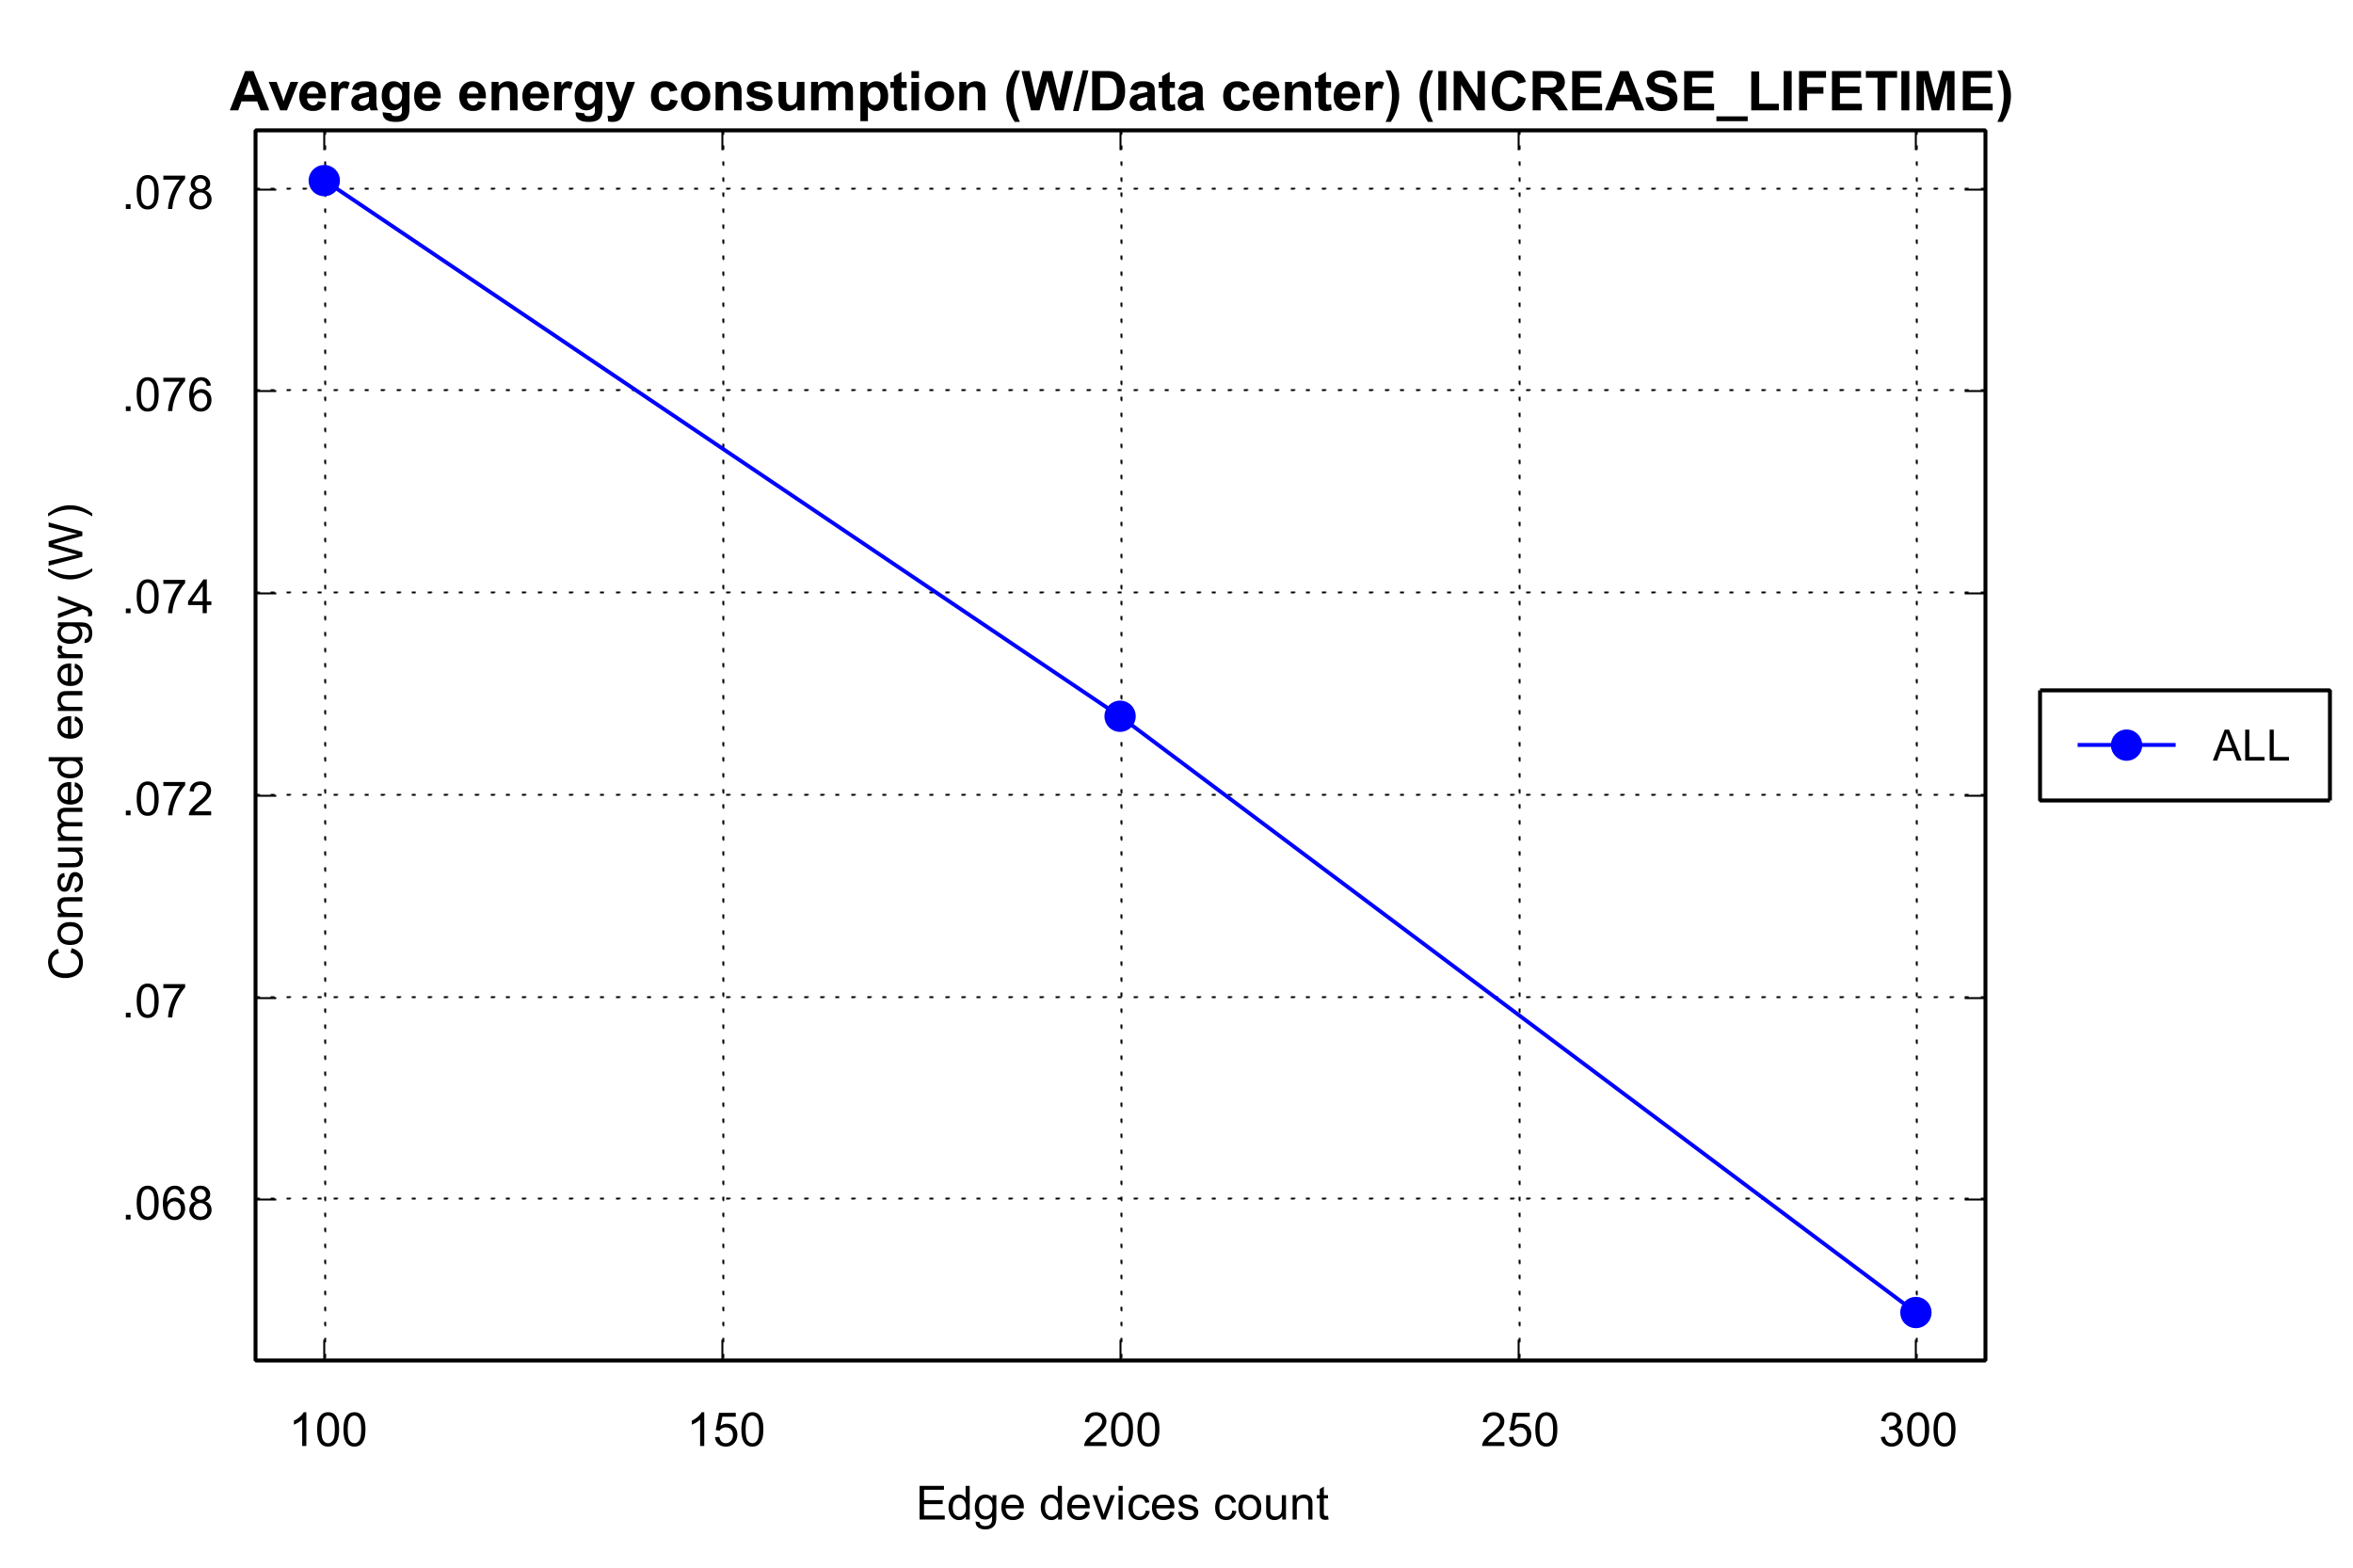 Average energy consumption (W/Data center) (INCREASE_LIFETIME)
Consumed energy (W)
.078
.076
.074
.072
.07
.068
ALL
100 150 200 250 300
Edge devices count